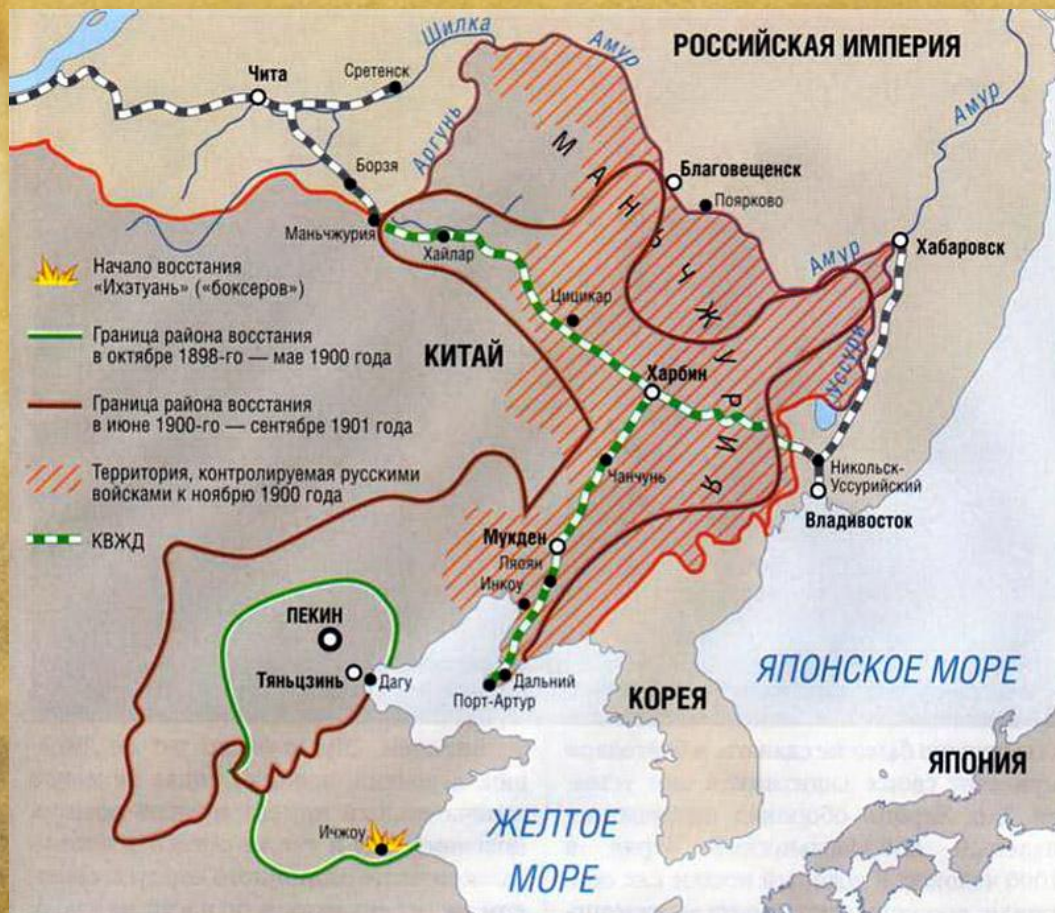 РОССИЙСКАЯ ИМПЕРИЯ
Шилка
Амур
Сретенск
Чита
Аргунь
Амур
Борзя
Благовещенск
Поярково
МАНЬЧЖУРИЯ
Маньчжурия
Хайлар
Амур
Хабаровск
Цицикар
Уссури
КИТАЙ
Харбин
Начало восстания
«Ихэтуань» («боксеров»)
Граница района восстания
в октябре 1898-го — мае 1900 года
Граница района восстания
в июне 1900-го — сентябре 1901 года
Территория, контролируемая русскими
войсками к ноябрю 1900 года
КВЖД
Чанчунь
Никольск-
Уссурийский
Владивосток
Мукден
Ляоян
Инкоу
ПЕКИН
Тяньцзинь
Дагу
Дальний
Порт-Артур
КОРЕЯ
ЯПОНСКОЕ МОРЕ
ЯПОНИЯ
Ичжоу
ЖЕЛТОЕ
МОРЕ